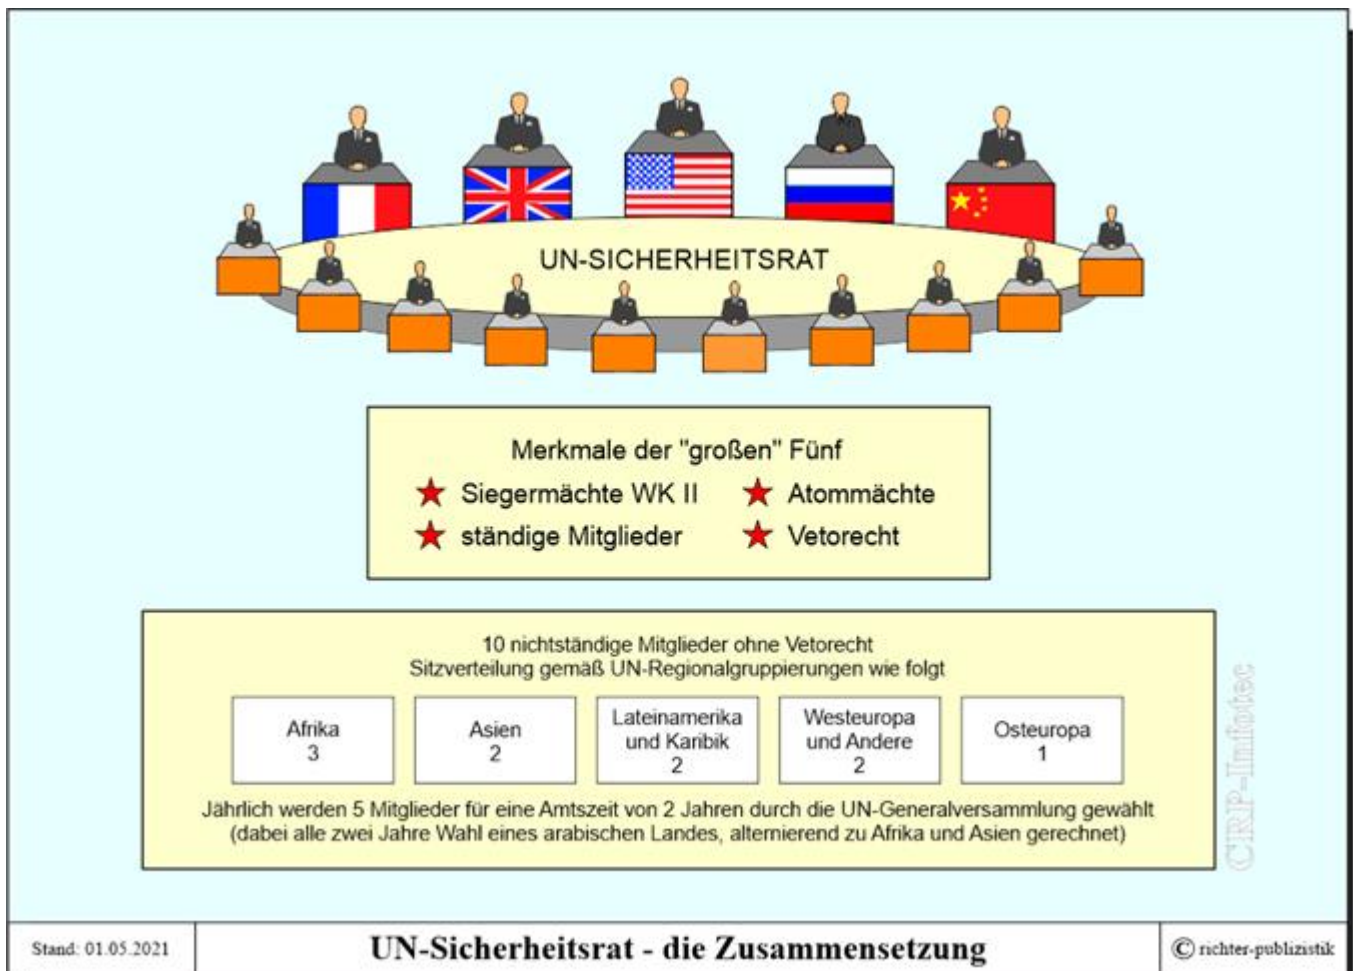 UN-SICHERHEITSRAT
Merkmale der "großen" Fünf
Siegermächte WK II
Atommächte
ständige Mitglieder
Vetorecht
10 nichtständige Mitglieder ohne Vetorecht
Sitzverteilung gemäß UN-Regionalgruppierungen wie folgt
Afrika
3
Asien
2
Lateinamerika
und Karibik
2
Westeuropa
und Andere
2
Osteuropa
1
Jährlich werden 5 Mitglieder für eine Amtszeit von 2 Jahren durch die UN-Generalversammlung gewählt
(dabei alle zwei Jahre Wahl eines arabischen Landes, alternierend zu Afrika und Asien gerechnet)
CRP-Infotec
Stand: 01.05.2021
UN-Sicherheitsrat - die Zusammensetzung
© richter-publizistik